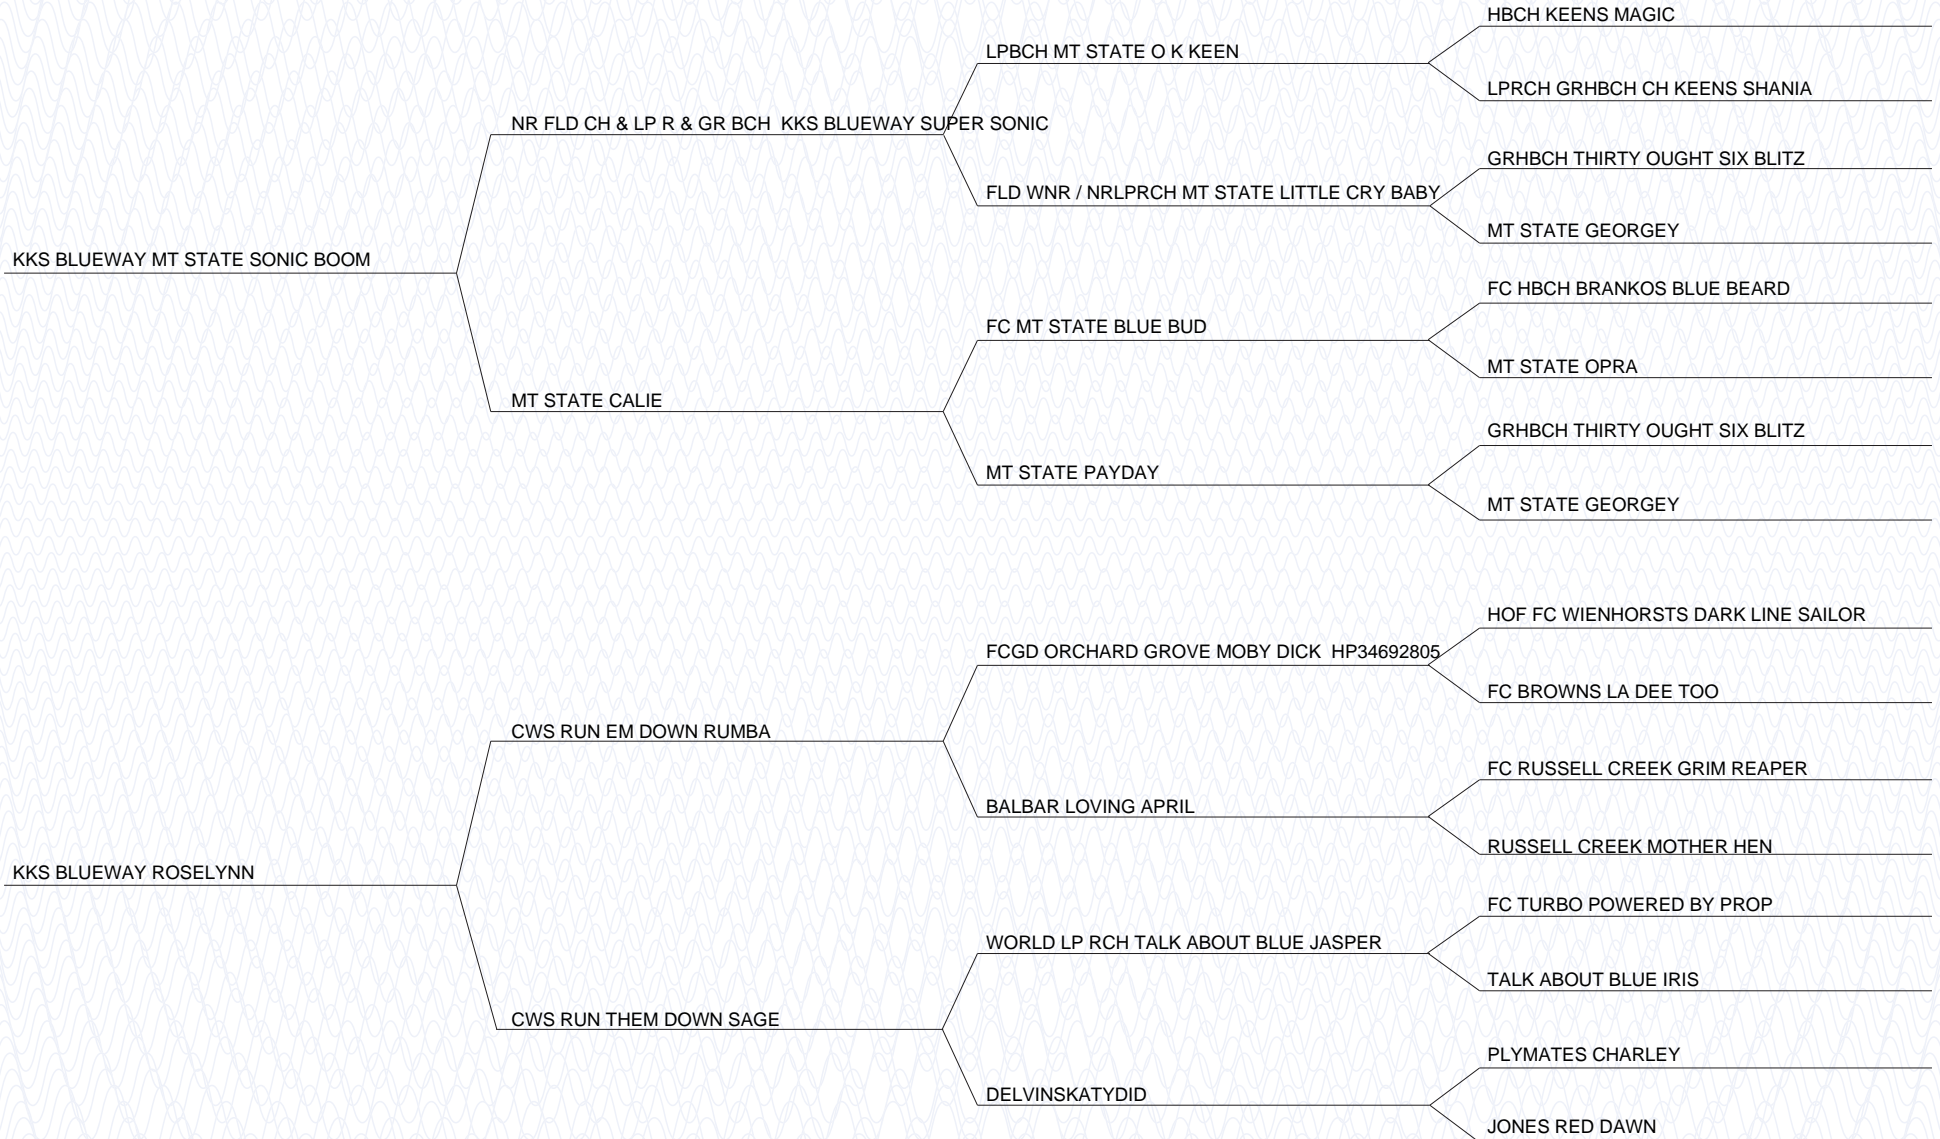 HBCH KEENS MAGIC
LPBCH MT STATE O K KEEN
LPRCH GRHBCH CH KEENS SHANIA
NR FLD CH & LP R & GR BCH  KKS BLUEWAY SUPER SONIC
GRHBCH THIRTY OUGHT SIX BLITZ
FLD WNR / NRLPRCH MT STATE LITTLE CRY BABY
MT STATE GEORGEY
KKS BLUEWAY MT STATE SONIC BOOM
FC HBCH BRANKOS BLUE BEARD
FC MT STATE BLUE BUD
MT STATE OPRA
MT STATE CALIE
GRHBCH THIRTY OUGHT SIX BLITZ
MT STATE PAYDAY
MT STATE GEORGEY
HOF FC WIENHORSTS DARK LINE SAILOR
FCGD ORCHARD GROVE MOBY DICK  HP34692805
FC BROWNS LA DEE TOO
CWS RUN EM DOWN RUMBA
FC RUSSELL CREEK GRIM REAPER
BALBAR LOVING APRIL
RUSSELL CREEK MOTHER HEN
KKS BLUEWAY ROSELYNN
FC TURBO POWERED BY PROP
WORLD LP RCH TALK ABOUT BLUE JASPER
TALK ABOUT BLUE IRIS
CWS RUN THEM DOWN SAGE
PLYMATES CHARLEY
DELVINSKATYDID
JONES RED DAWN